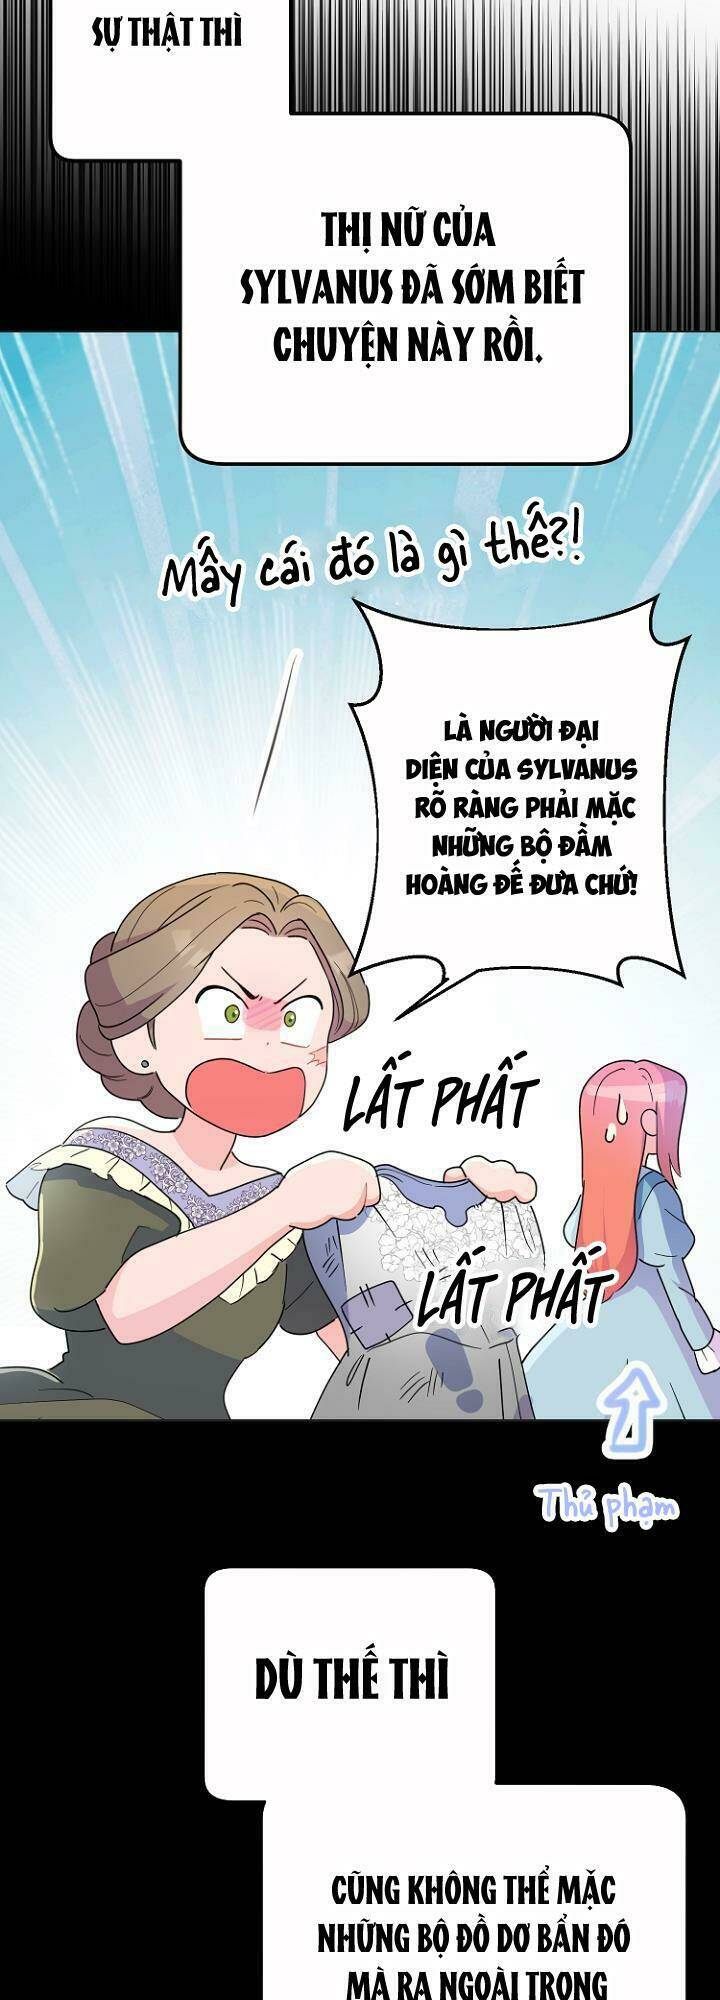 SỰ THẬT THÌ
THỊ NỮ CỦA
SYLVANUS ĐÃ SỚM BIẾT
CHUYỆN NÀY RỒI.
Mấy cái đó là gì thế?!
LÀ NGƯỜI ĐẠI
DIỆN CỦA SYLVANUS
RÕ RÀNG PHẢI MẶC
NHỮNG BỘ ĐẦM
HOÀNG ĐẾ ĐƯA CHỨ!
LẤT PHẤT
LẤT PHẤT
Thủ phạm
DÙ THẾ THÌ
CŨNG KHÔNG THỂ MẶC
NHỮNG BỘ ĐỒ DƠ BẨN ĐÓ
MÀ RA NGOÀI TRONG